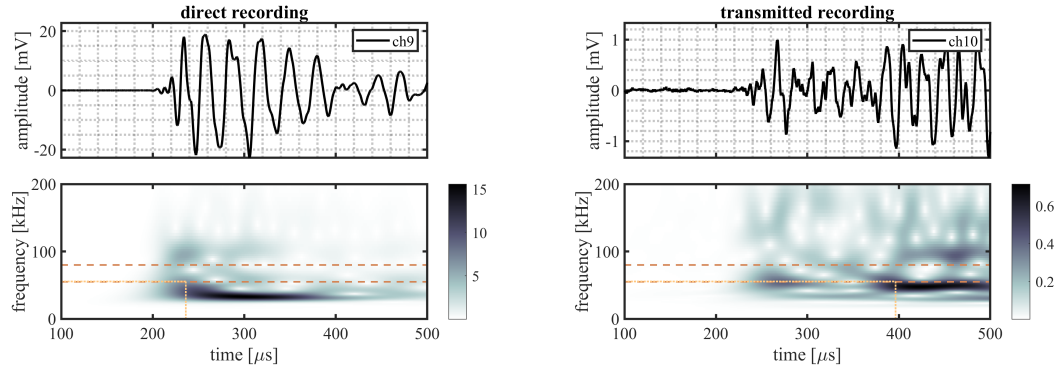 direct recording
20
0
-20
amplitude [mV]
ch9
200
100
0
frequency [kHz]
100
200
300
400
500
time [μs]
15
10
5
transmitted recording
1
0
-1
amplitude [mV]
ch10
200
100
0
frequency [kHz]
100
200
300
400
500
time [μs]
0.6
0.4
0.2